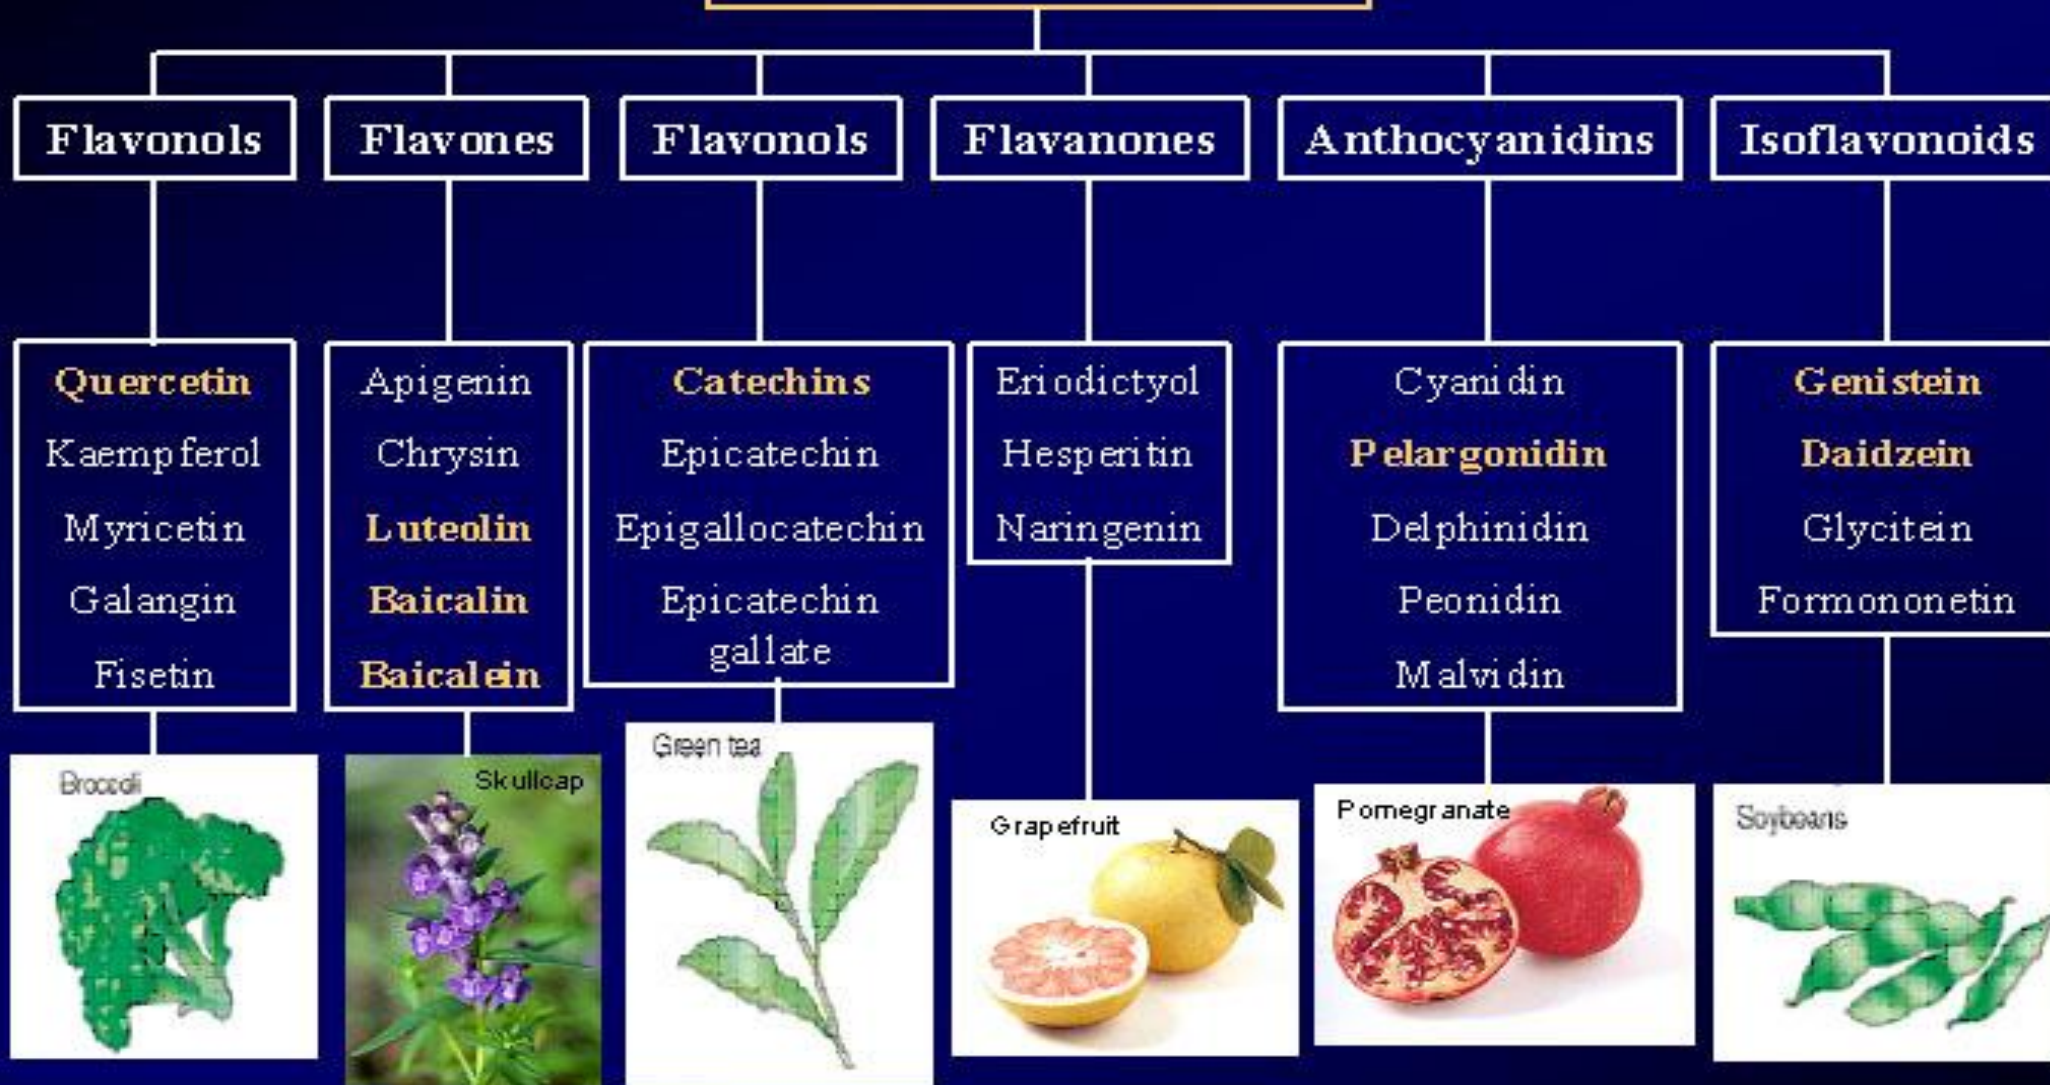 Flavonols
Flavones
Flavonols
Flavanones
Anthocyanidins
Isoflavonoids
Quercetin
Kaempferol
Myricetin
Galangin
Fisetin
Apigenin
Chrysin
Luteolin
Baicalin
Baicalein
Catechins
Epicatechin
Epigallocatechin
Epicatechin
gallate
Eriodictyol
Hesperitin
Naringenin
Cyanidin
Pelargonidin
Delphinidin
Peonidin
Malvidin
Genistein
Daidzein
Glycitein
Formononetin
Broccoli
Skullcap
Green tea
Grapefruit
Pomegranate
Soybeans